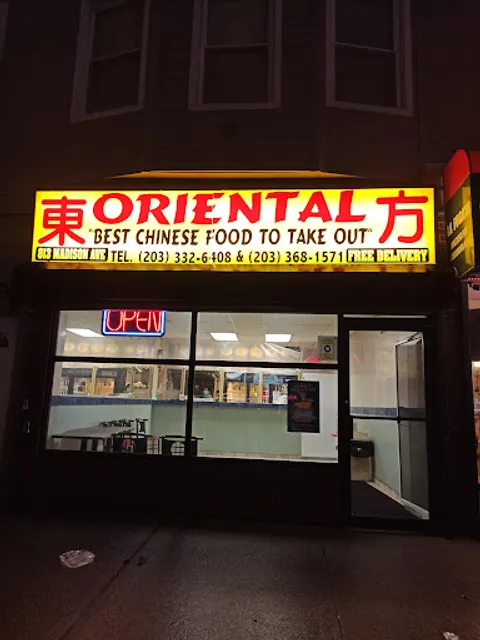 東 ORIENTAL 方
"BEST CHINESE FOOD TO TAKE OUT"
813 MADISON AVE TEL. (203) 332-6408 & (203) 368-1571 FREE DELIVERY
OPEN